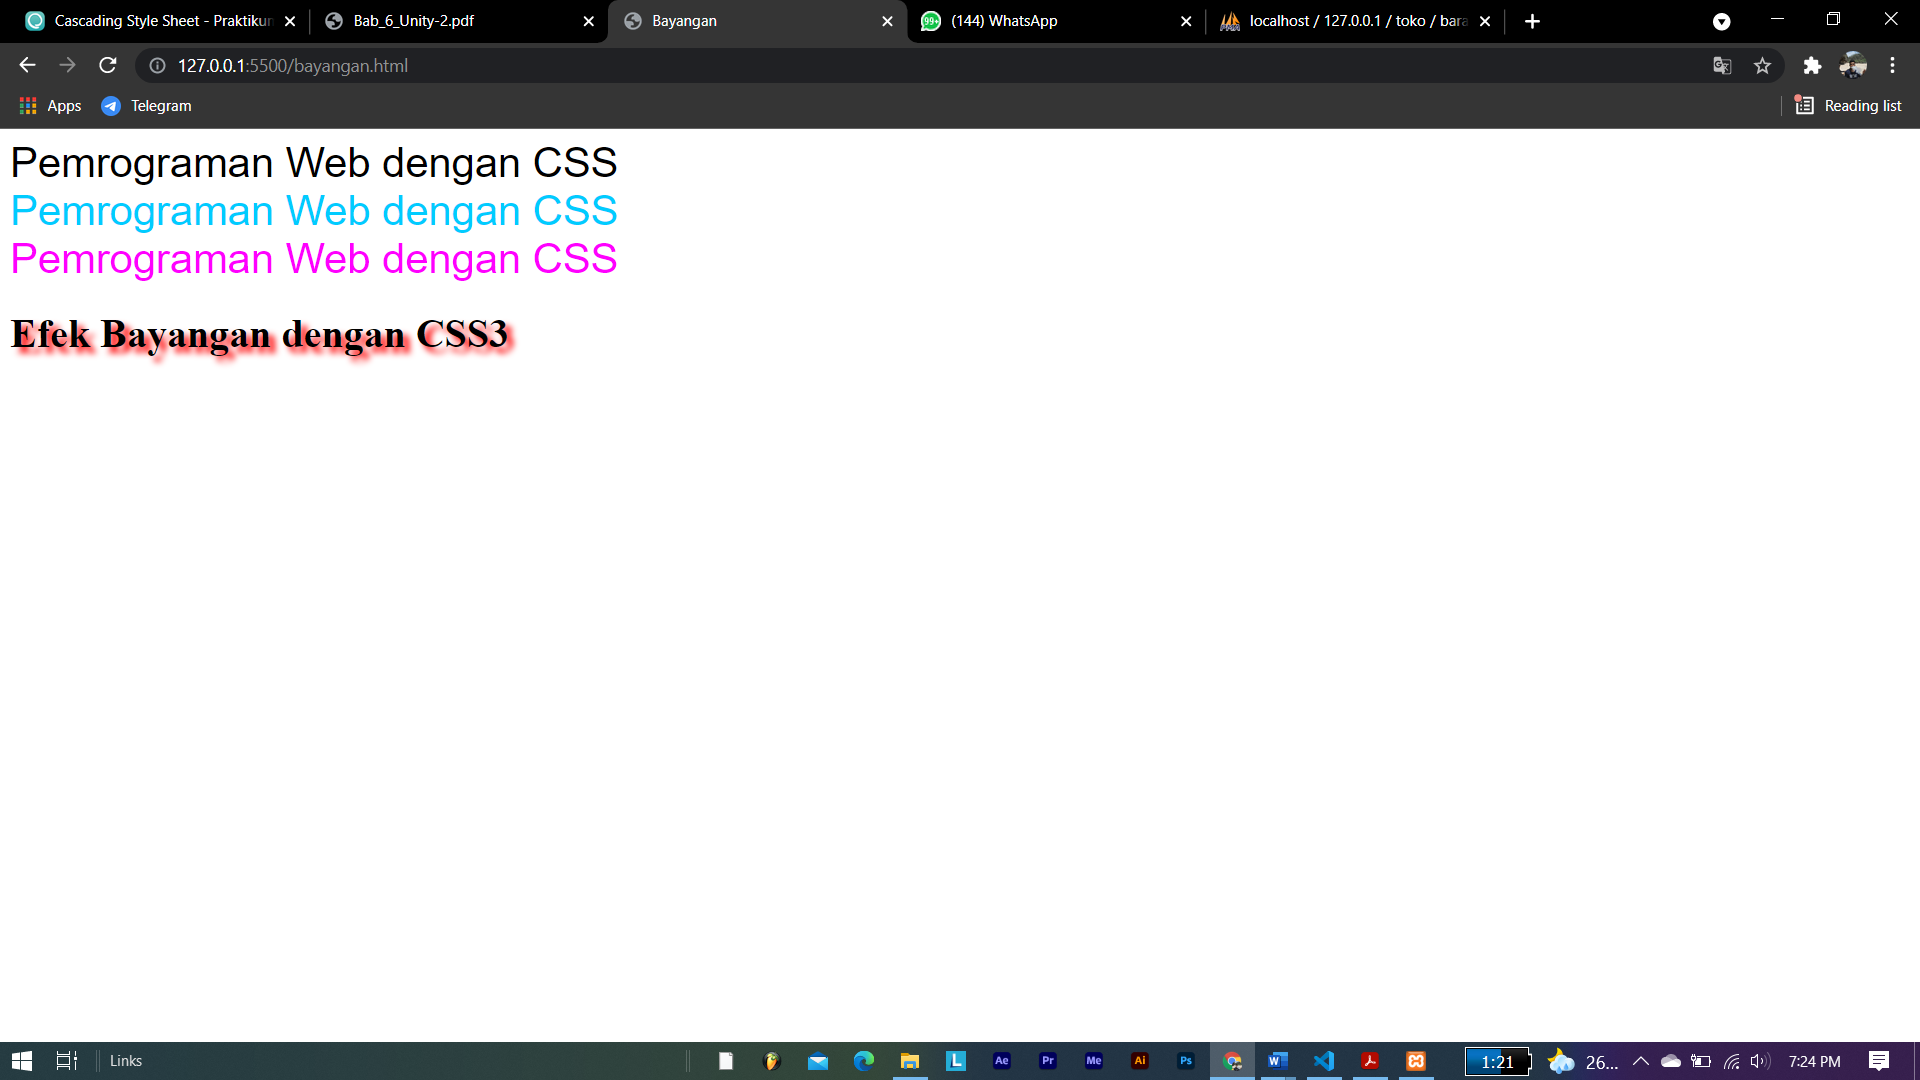 Cascading Style Sheet - Praktikun
Bab_6_Unity-2.pdf
Bayangan
(144) WhatsApp
localhost / 127.0.0.1 / toko / bara
127.0.0.1:5500/bayangan.html
Apps
Telegram
Reading list
Pemrograman Web dengan CSS
Pemrograman Web dengan CSS
Pemrograman Web dengan CSS
Efek Bayangan dengan CSS3
Links
L
Ae
Pr
Me
Ai
Ps
1:21
26...
7:24 PM